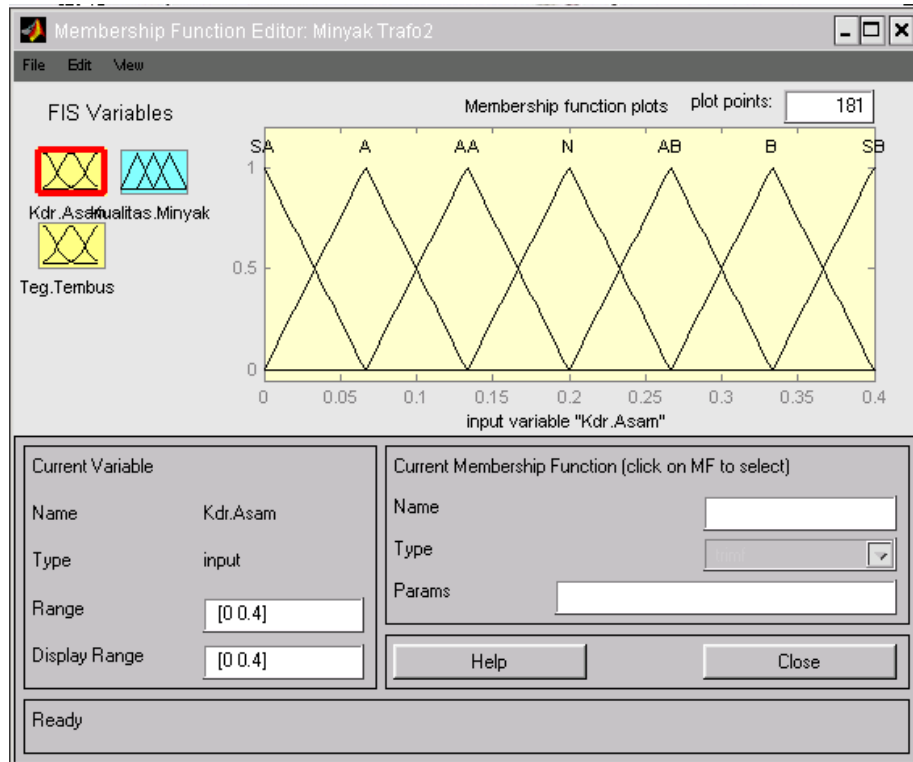 Membership Function Editor: Minyak Trafo2
File Edit View
FIS Variables
Membership function plots plot points: 181
SA A AA N AB B SB
1
0.5
0
0 0.05 0.1 0.15 0.2 0.25 0.3 0.35 0.4
input variable "Kdr.Asam"
Kdr.Asam
Kualitas.Minyak
Teg.Tembus
Current Variable
Name Kdr.Asam
Type input
Range [0 0.4]
Display Range [0 0.4]
Current Membership Function (click on MF to select)
Name
Type
Params
Help Close
Ready